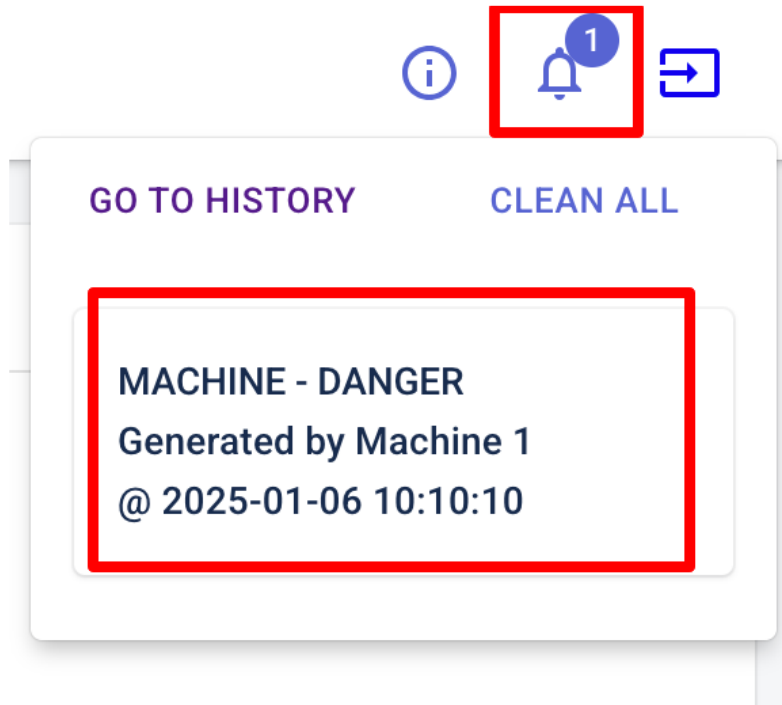 1
GO TO HISTORY CLEAN ALL
MACHINE - DANGER
Generated by Machine 1
@ 2025-01-06 10:10:10